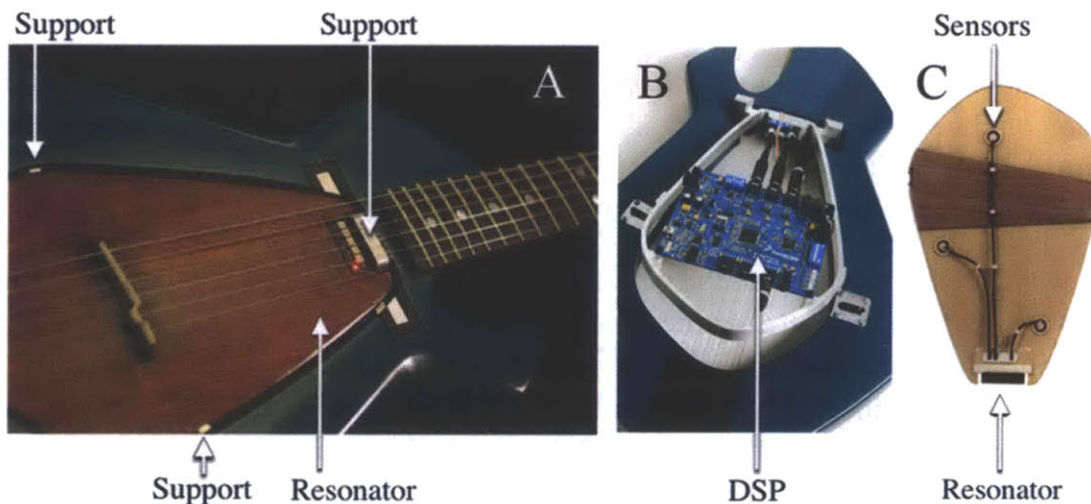 Support
Support
Sensors
A
B
C
Support
Resonator
DSP
Resonator